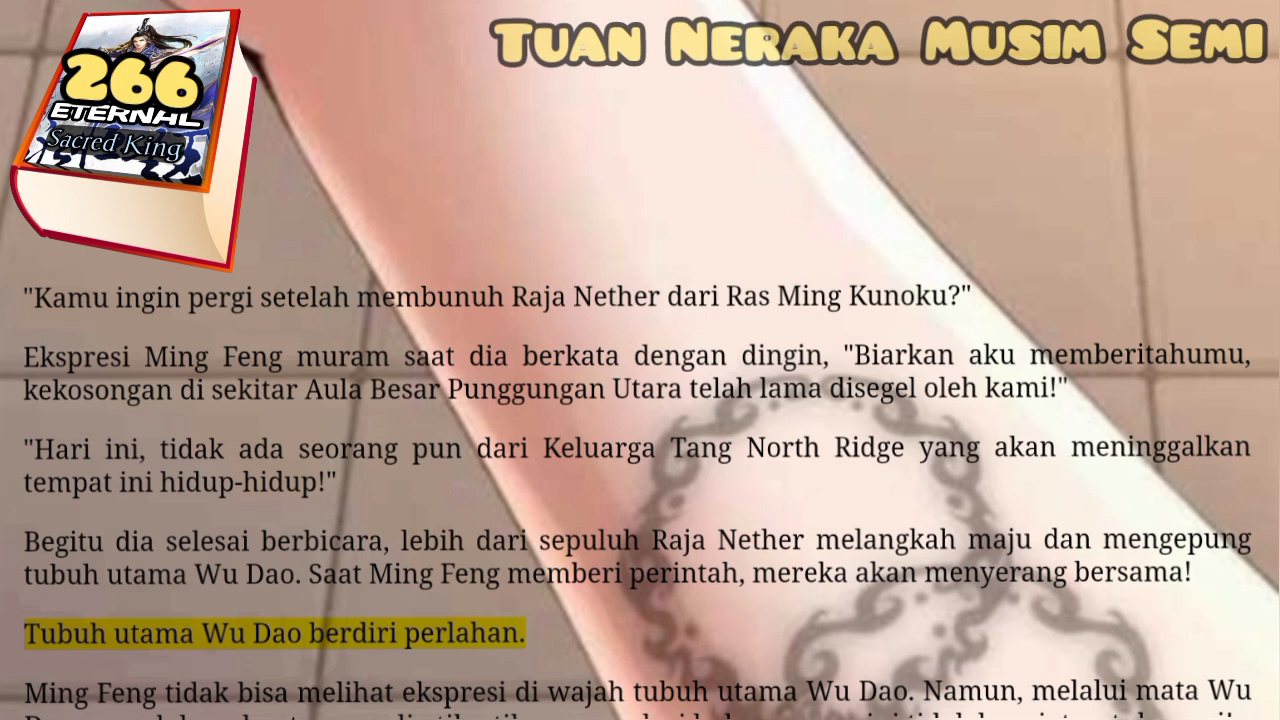 Tuan Neraka Musim Semi
266
ETERNAL
Sacred King
"Kamu ingin pergi setelah membunuh Raja Nether dari Ras Ming Kunoku?"
Ekspresi Ming Feng muram saat dia berkata dengan dingin, "Biarkan aku memberitahumu,
kekosongan di sekitar Aula Besar Punggungan Utara telah lama disegel oleh kami!"
"Hari ini, tidak ada seorang pun dari Keluarga Tang North Ridge yang akan meninggalkan
tempat ini hidup-hidup!"
Begitu dia selesai berbicara, lebih dari sepuluh Raja Nether melangkah maju dan mengepung
tubuh utama Wu Dao. Saat Ming Feng memberi perintah, mereka akan menyerang bersama!
Tubuh utama Wu Dao berdiri perlahan.
Ming Feng tidak bisa melihat ekspresi di wajah tubuh utama Wu Dao. Namun, melalui mata Wu